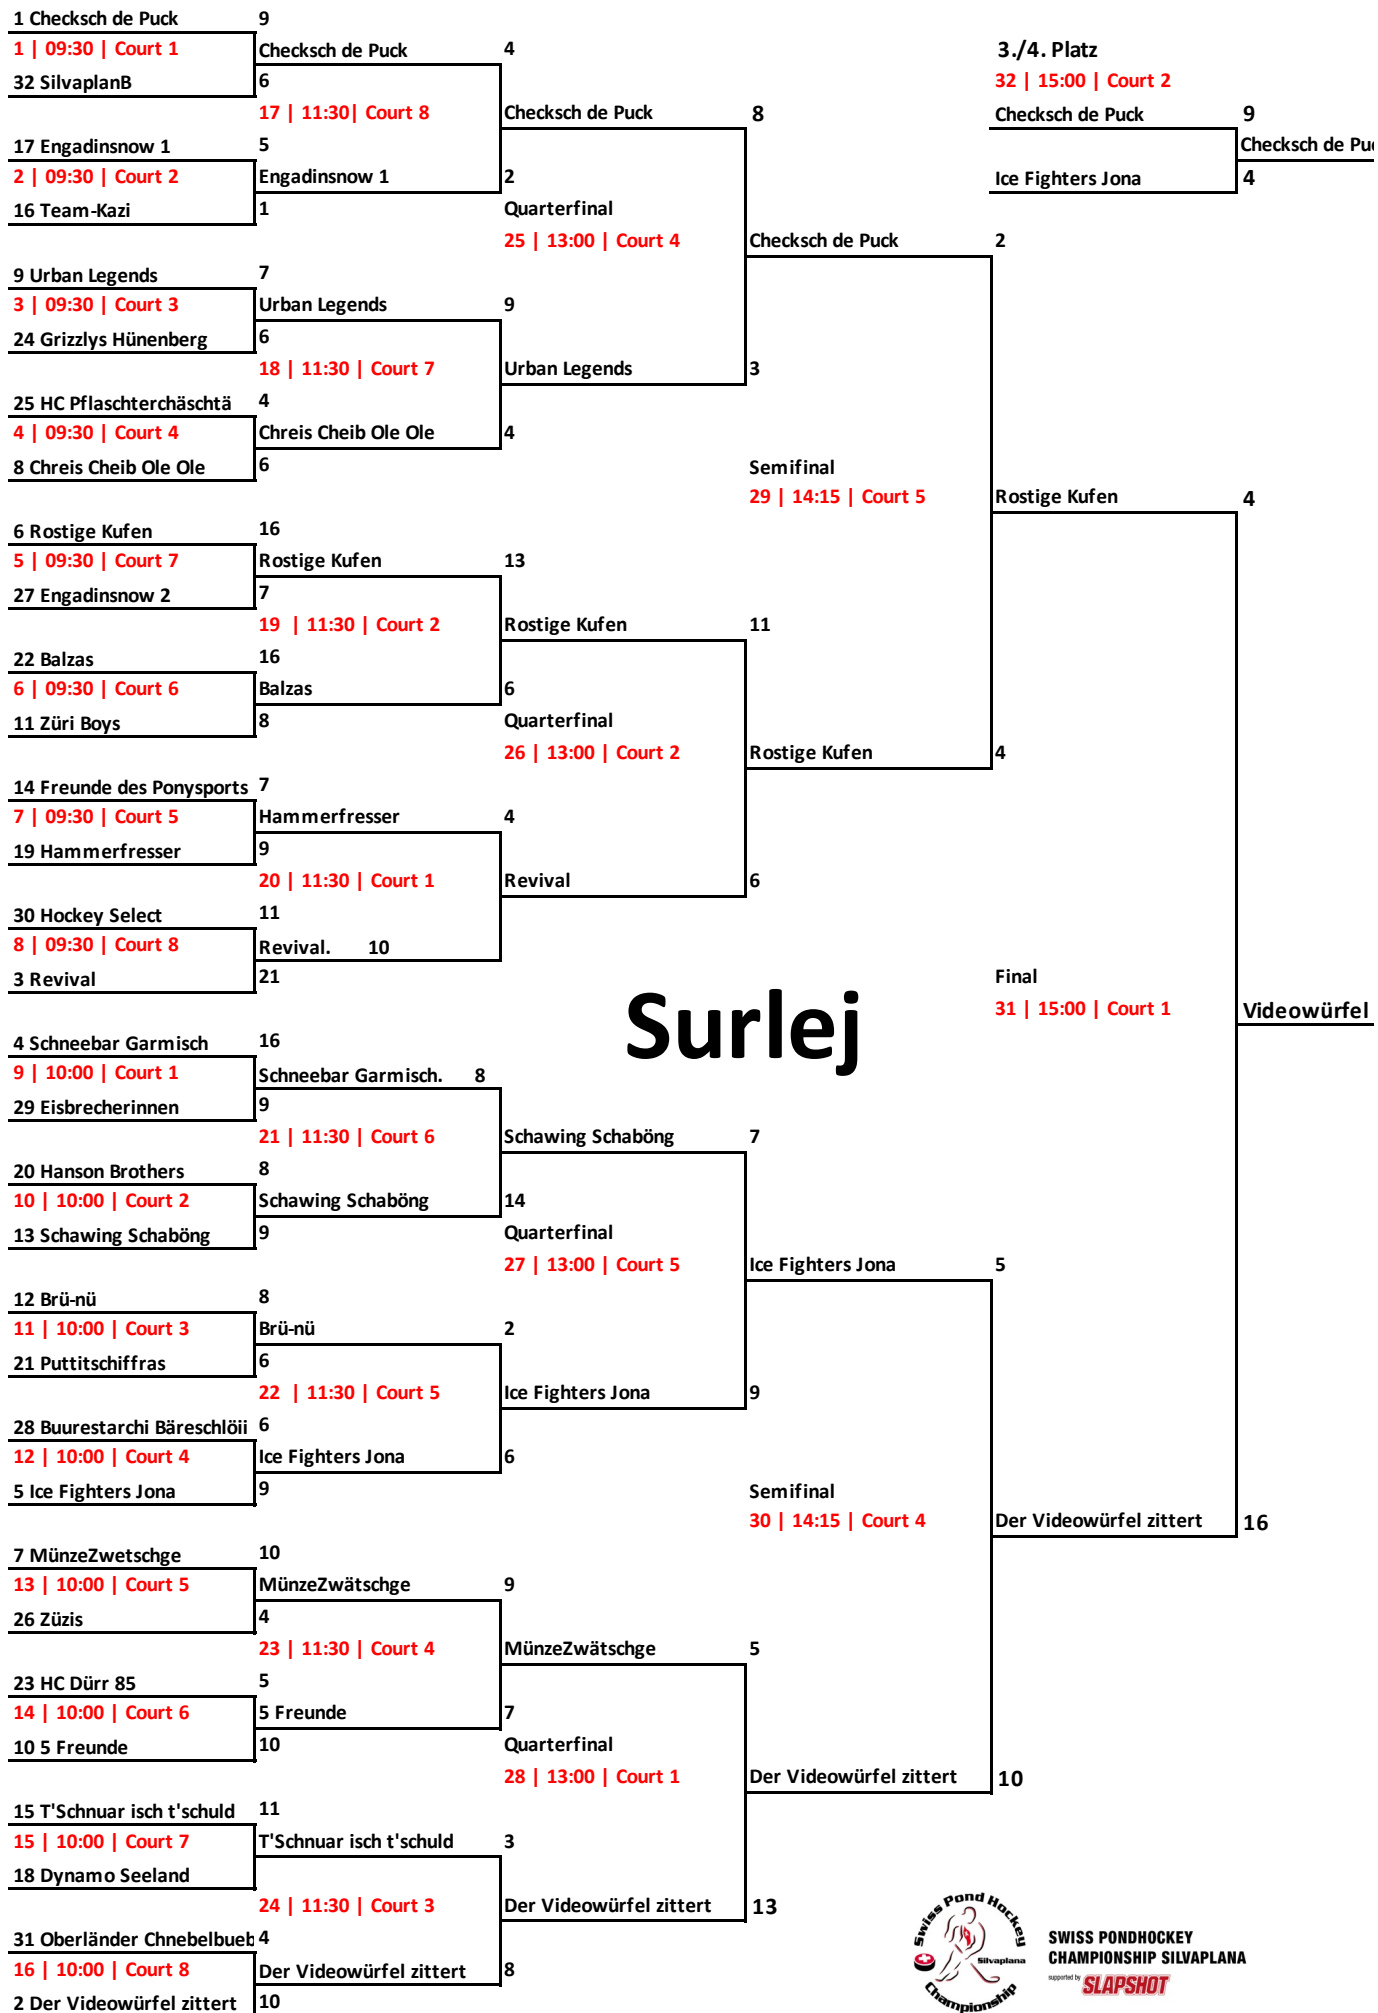 1 Checksch de Puck 9
1 | 09:30 | Court 1 Checksch de Puck 4 3./4. Platz
32 SilvaplanB 6 32 | 15:00 | Court 2
17 | 11:30| Court 8 Checksch de Puck 8 Checksch de Puck 9
17 Engadinsnow 1 5 Checksch de
2 | 09:30 | Court 2 Engadinsnow 1 2 Ice Fighters Jona 4
16 Team-Kazi 1 Quarterfinal
25 | 13:00 | Court 4 Checksch de Puck 2
9 Urban Legends 7
3 | 09:30 | Court 3 Urban Legends 9
24 Grizzlys Hünenberg 6
18 | 11:30 | Court 7 Urban Legends 3
25 HC Pflaschterchäschtä 4
4 | 09:30 | Court 4 Chreis Cheib Ole Ole 4
8 Chreis Cheib Ole Ole 6 Semifinal
29 | 14:15 | Court 5 Rostige Kufen 4
6 Rostige Kufen 16
5 | 09:30 | Court 7 Rostige Kufen 13
27 Engadinsnow 2 7
19 | 11:30 | Court 2 Rostige Kufen 11
22 Balzas 16
6 | 09:30 | Court 6 Balzas 6
11 Züri Boys 8 Quarterfinal
26 | 13:00 | Court 2 Rostige Kufen 4
14 Freunde des Ponysports 7
7 | 09:30 | Court 5 Hammerfresser 4
19 Hammerfresser 9
20 | 11:30 | Court 1 Revival 6
30 Hockey Select 11
8 | 09:30 | Court 8 Revival. 10
3 Revival 21 Final
Surlej 31 | 15:00 | Court 1 Videowürfel
4 Schneebar Garmisch 16
9 | 10:00 | Court 1 Schneebar Garmisch. 8
29 Eisbrecherinnen 9
21 | 11:30 | Court 6 Schawing Schaböng 7
20 Hanson Brothers 8
10 | 10:00 | Court 2 Schawing Schaböng 14
13 Schawing Schaböng 9 Quarterfinal
27 | 13:00 | Court 5 Ice Fighters Jona 5
12 Brü-nü 8
11 | 10:00 | Court 3 Brü-nü 2
21 Puttitschiffras 6
22 | 11:30 | Court 5 Ice Fighters Jona 9
28 Buurestarchi Bäreschlöii 6
12 | 10:00 | Court 4 Ice Fighters Jona 6
5 Ice Fighters Jona 9 Semifinal
30 | 14:15 | Court 4 Der Videowürfel zittert 16
7 MünzeZwetschge 10
13 | 10:00 | Court 5 MünzeZwätschge 9
26 Züzis 4
23 | 11:30 | Court 4 MünzeZwätschge 5
23 HC Dürr 85 5
14 | 10:00 | Court 6 5 Freunde 7
10 5 Freunde 10 Quarterfinal
28 | 13:00 | Court 1 Der Videowürfel zittert 10
15 T'Schnuar isch t'schuld 11
15 | 10:00 | Court 7 T'Schnuar isch t'schuld 3
18 Dynamo Seeland
24 | 11:30 | Court 3 Der Videowürfel zittert 13
31 Oberländer Chnebelbueb 4
16 | 10:00 | Court 8 Der Videowürfel zittert 8
2 Der Videowürfel zittert 10
Swiss Pond Hockey
Silvaplana
Championship
SWISS PONDHOCKEY
CHAMPIONSHIP SILVAPLANA
supported by SLAPSHOT